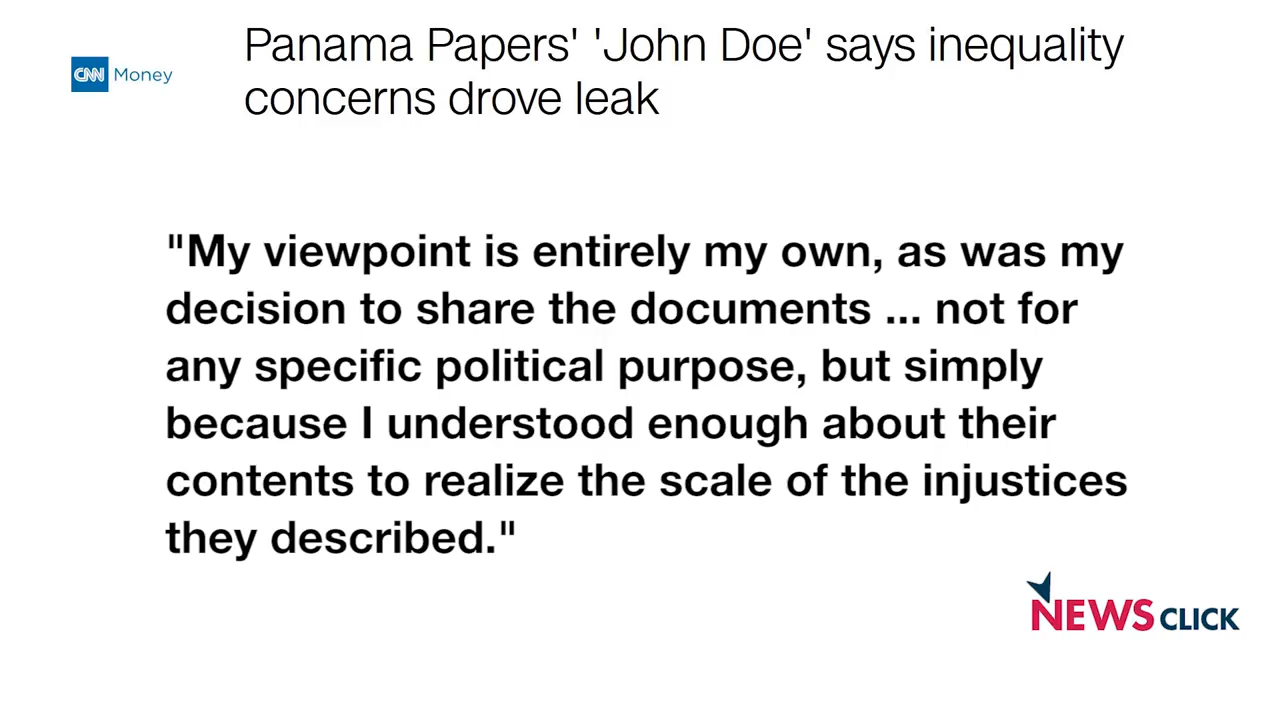 Panama Papers' 'John Doe' says inequality
CNN Money
concerns drove leak
"My viewpoint is entirely my own, as was my
decision to share the documents ... not for
any specific political purpose, but simply
because I understood enough about their
contents to realize the scale of the injustices
they described."
NEWSCLICK